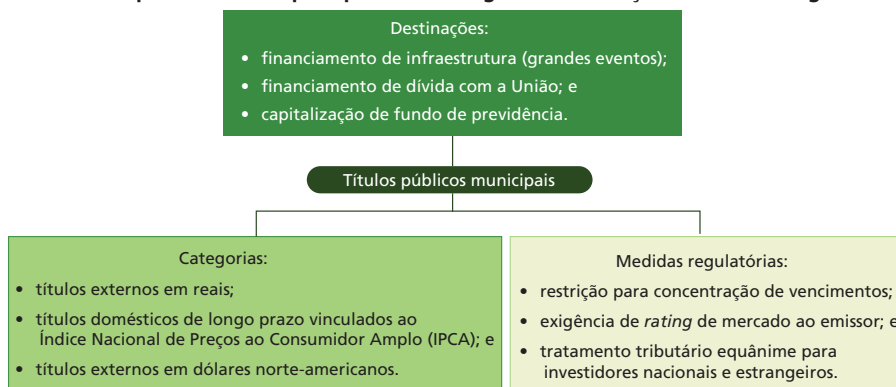 Destinações:
• financiamento de infraestrutura (grandes eventos);
• financiamento de dívida com a União; e
• capitalização de fundo de previdência.
Títulos públicos municipais
Categorias:
• títulos externos em reais;
• títulos domésticos de longo prazo vinculados ao
Índice Nacional de Preços ao Consumidor Amplo (IPCA); e
• títulos externos em dólares norte-americanos.
Medidas regulatórias:
• restrição para concentração de vencimentos;
• exigência de rating de mercado ao emissor; e
• tratamento tributário equânime para
investidores nacionais e estrangeiros.